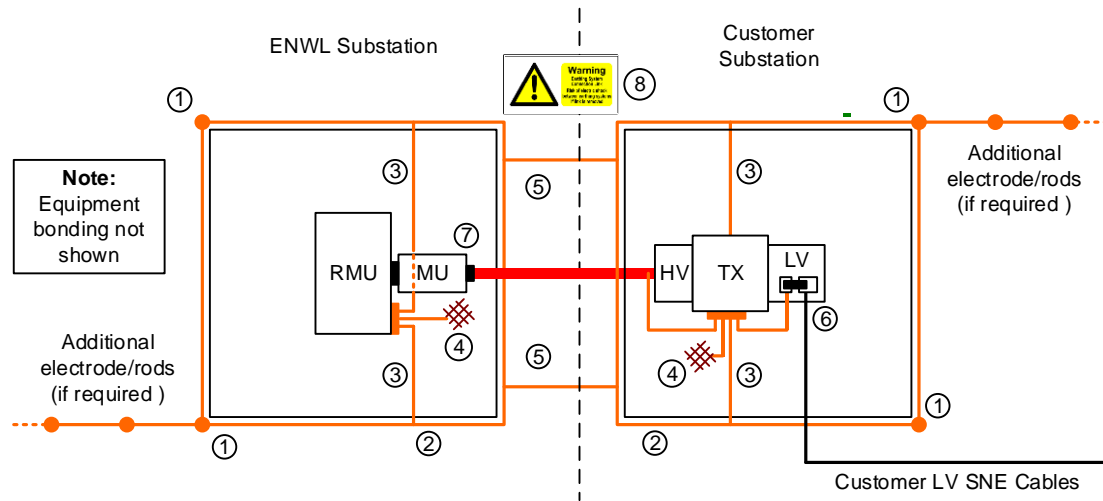 ENWL Substation
Customer
Substation
Warning
Earthing System
8
1
1
Note:
Equipment
bonding not
shown
3
5
3
Additional
electrode/rods
(if required )
7
RMU
MU
HV
TX
LV
6
4
4
Additional
electrode/rods
(if required )
3
5
3
1
1
2
2
Customer LV SNE Cables